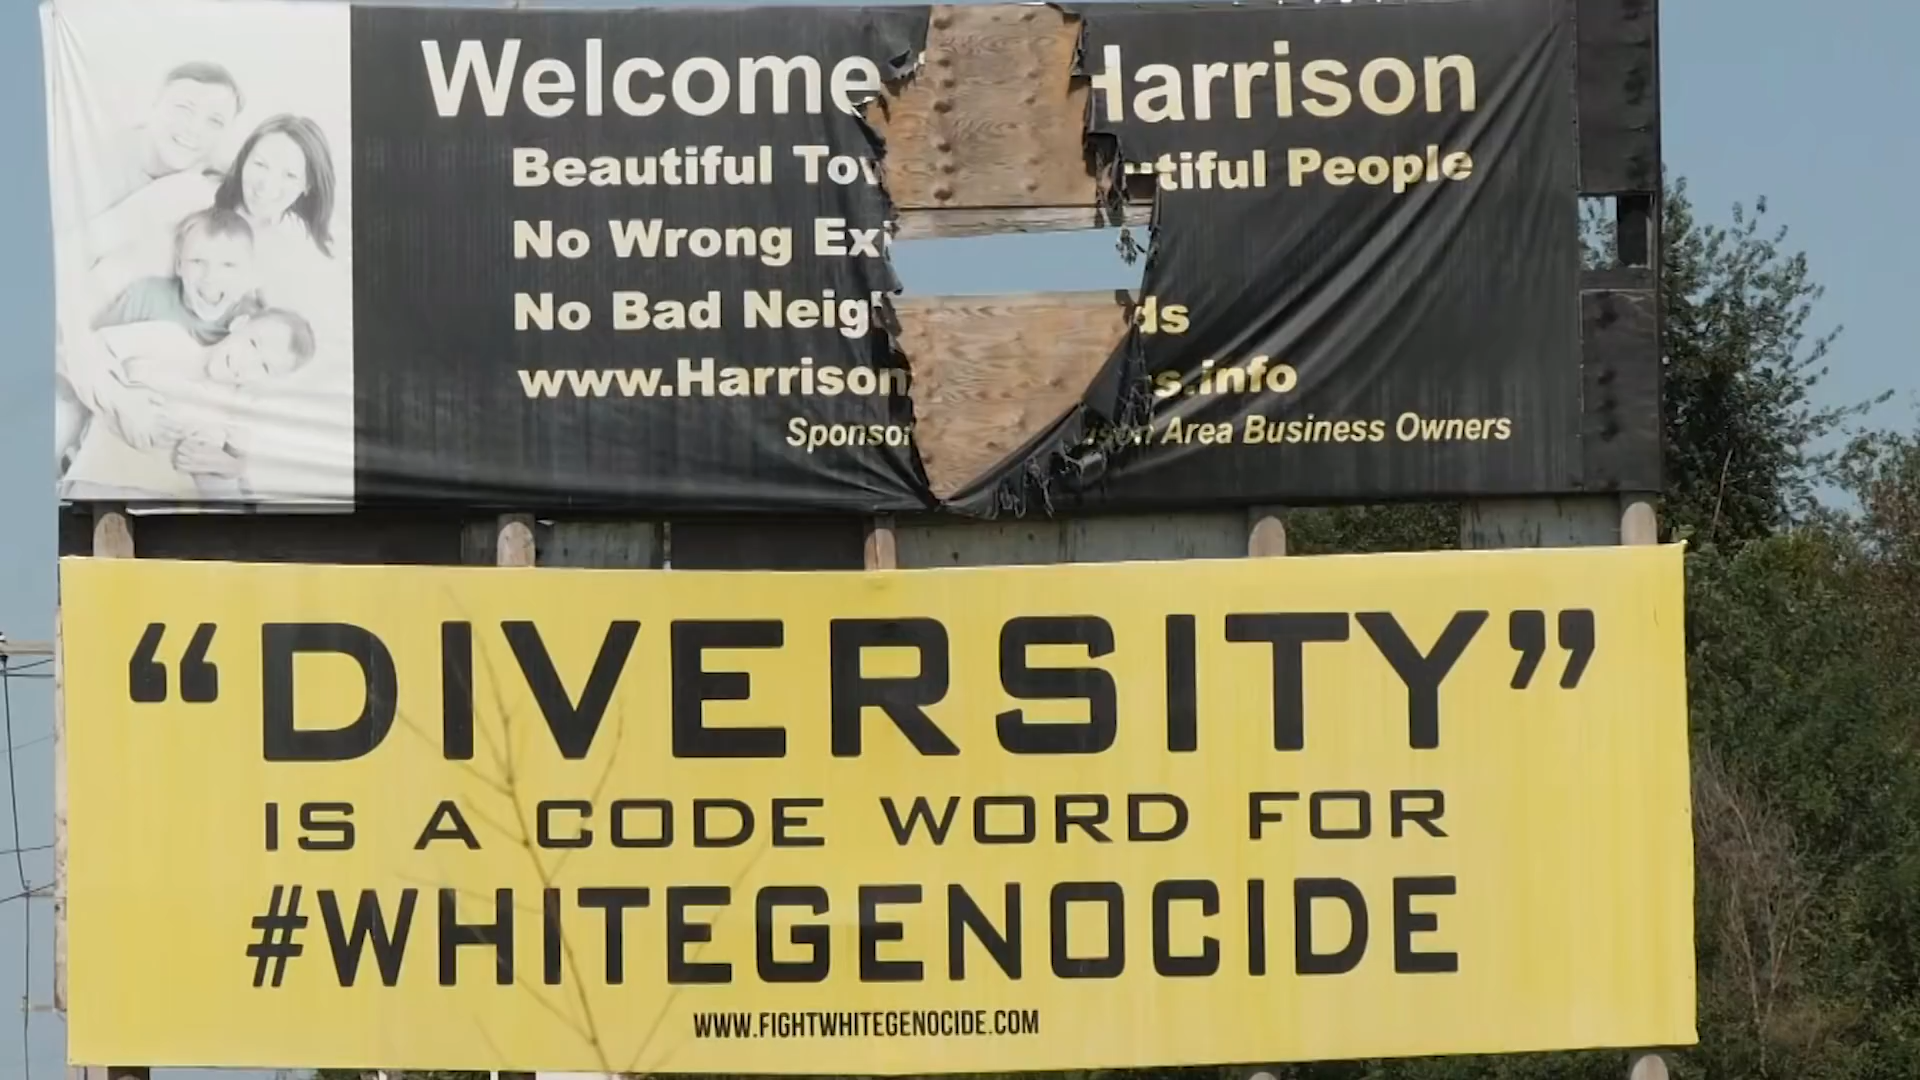 Welcome Harrison
Beautiful People
No Wrong
No Bad
Area Business Owners
“DIVERSITY”
IS A CODE WORD FOR
#WHITEGENOCIDE
WWW.FIGHTWHITEGENOCIDE.COM